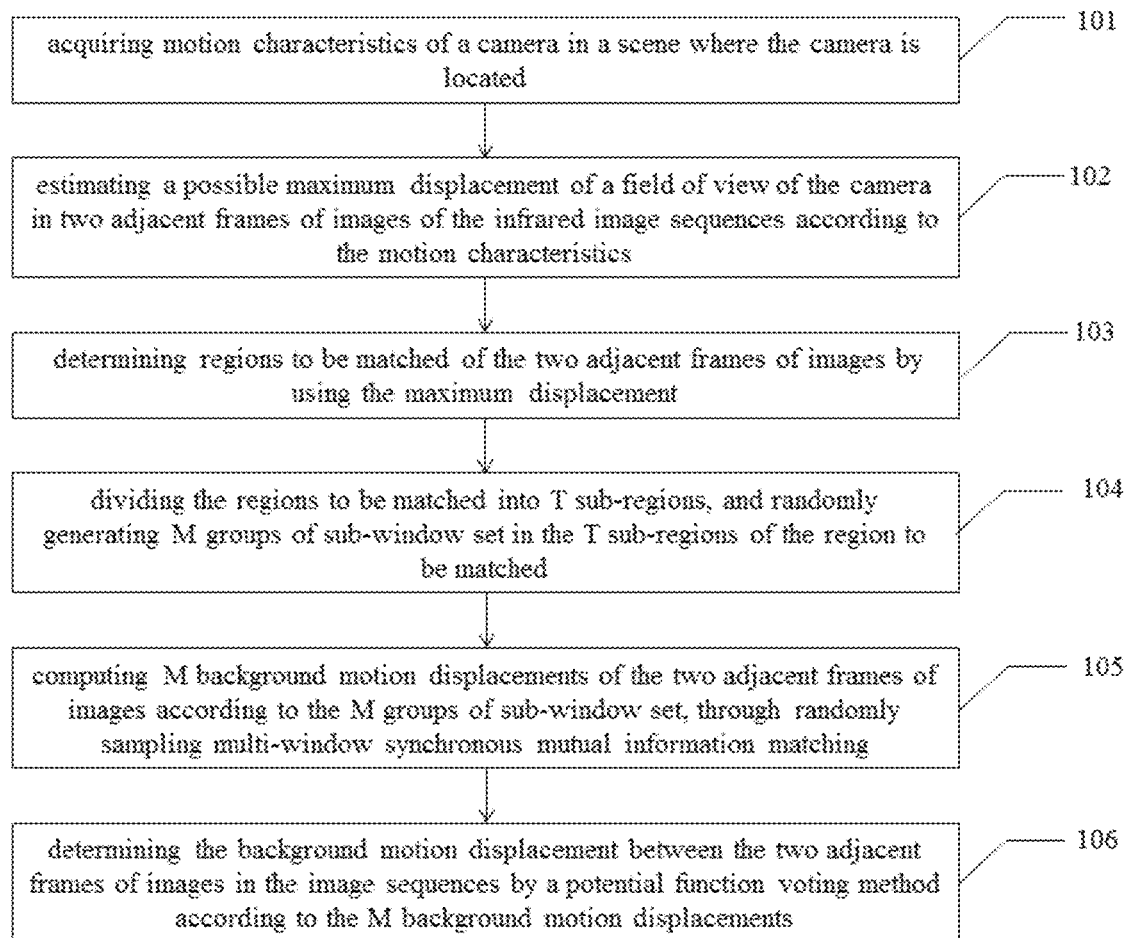 acquiring motion characteristics of a camera in a scene where the camera is
located
101
estimating a possible maximum displacement of a field of view of the camera
in two adjacent frames of images of the infrared image sequences according to
the motion characteristics
102
determining regions to be matched of the two adjacent frames of images by
using the maximum displacement
103
dividing the regions to be matched into T sub-regions, and randomly
generating M groups of sub-window set in the T sub-regions of the region to
be matched
104
computing M background motion displacements of the two adjacent frames of
images according to the M groups of sub-window set, through randomly
sampling multi-window synchronous mutual information matching
105
determining the background motion displacement between the two adjacent
frames of images in the image sequences by a potential function voting method
according to the M background motion displacements
106